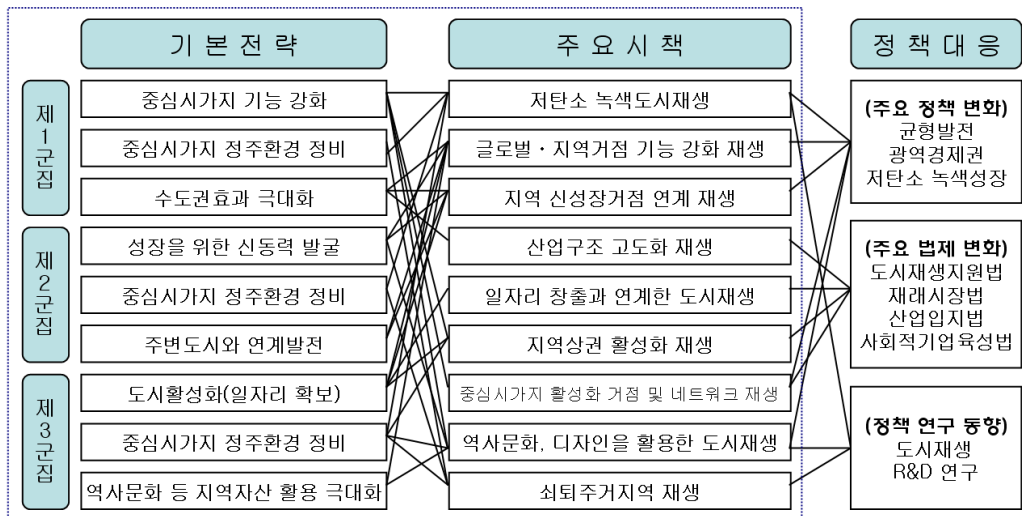 기본전략
주요시책
정책대응
제1군집
중심시가지 기능 강화
중심시가지 정주환경 정비
수도권효과 극대화
제2군집
성장을 위한 신동력 발굴
중심시가지 정주환경 정비
주변도시와 연계발전
제3군집
도시활성화(일자리 확보)
중심시가지 정주환경 정비
역사문화 등 지역자산 활용 극대화
저탄소 녹색도시재생
글로벌·지역거점 기능 강화 재생
지역 신성장거점 연계 재생
산업구조 고도화 재생
일자리 창출과 연계한 도시재생
지역상권 활성화 재생
중심시가지 활성화 거점 및 네트워크 재생
역사문화, 디자인을 활용한 도시재생
쇠퇴주거지역 재생
(주요 정책 변화)
균형발전
광역경제권
저탄소 녹색성장
(주요 법제 변화)
도시재생지원법
재래시장법
산업입지법
사회적기업육성법
(정책 연구 동향)
도시재생
R&D 연구